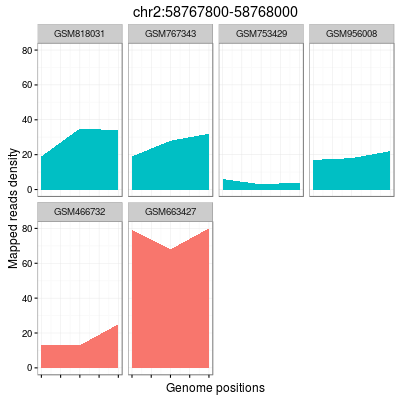 chr2:58767800-58768000
GSM818031 GSM767343 GSM753429 GSM956008
80
60
40
20
0
GSM466732 GSM663427
80
60
40
20
0
Mapped reads density
Genome positions